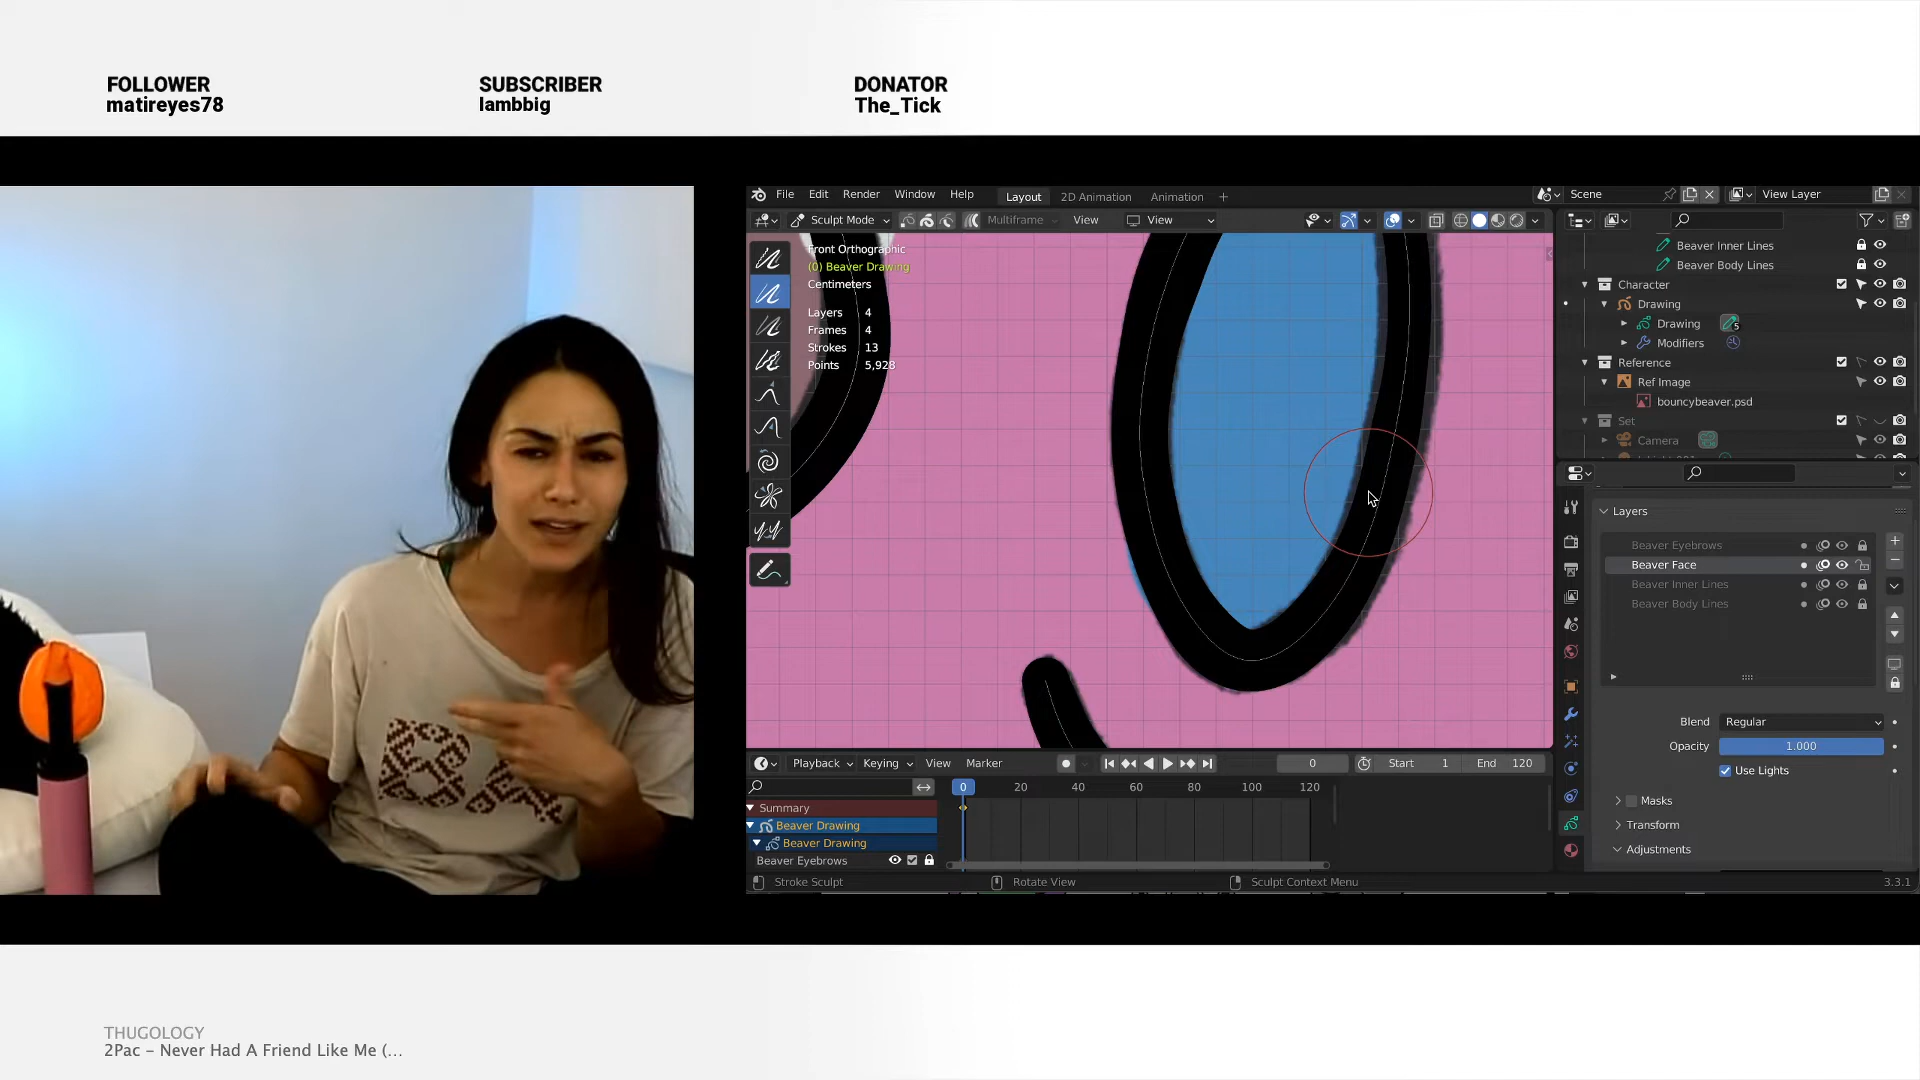 FOLLOWER
matireyes78
SUBSCRIBER
lambbig
DONATOR
The_Tick
File Edit Render Window Help Layout 2D Animation Animation + Scene View Layer
Sculpt Mode Multiframe View View
Front Orthographic
(0) Beaver Drawing
Centimeters
Layers 4
Frames 4
Strokes 13
Points 5,928
Beaver Inner Lines
Beaver Body Lines
Character
Drawing
Drawing 5
Modifiers
Reference
Ref Image
bouncybeaver.psd
Set
Camera
Layers
Beaver Eyebrows
Beaver Face
Beaver Inner Lines
Beaver Body Lines
Blend Regular
Opacity 1.000
Use Lights
Masks
Transform
Adjustments
Playback Keying View Marker 0 Start 1 End 120
0 20 40 60 80 100 120
Summary
Beaver Drawing
Beaver Drawing
Beaver Eyebrows
Stroke Sculpt Rotate View Sculpt Context Menu 3.3.1
THUGOLOGY
2Pac - Never Had A Friend Like Me (...